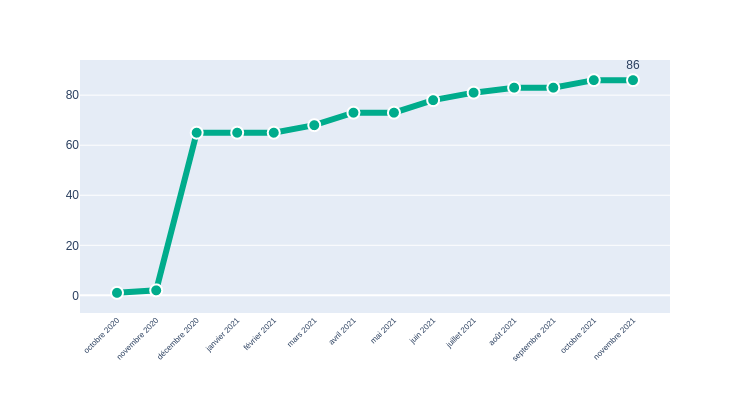 86
80
60
40
20
0
octobre 2020
novembre 2020
décembre 2020
janvier 2021
février 2021
mars 2021
avril 2021
mai 2021
juin 2021
juillet 2021
août 2021
septembre 2021
octobre 2021
novembre 2021